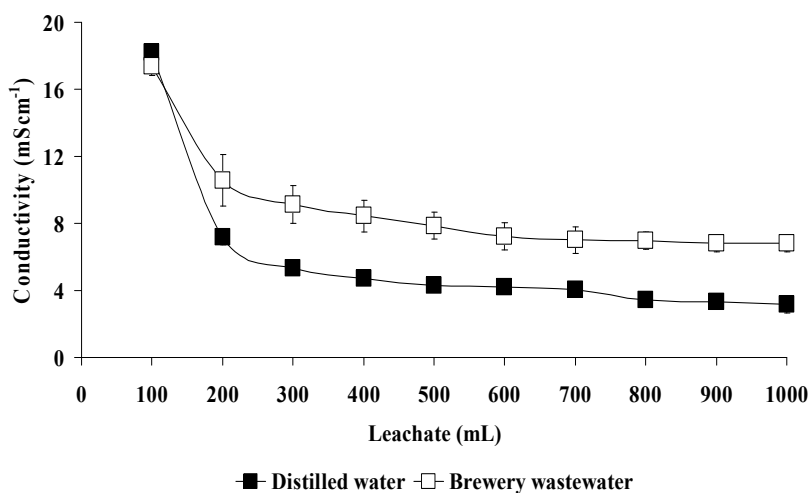 20
16
12
8
4
0
Conductivity (mScm⁻¹)
0 100 200 300 400 500 600 700 800 900 1000
Leachate (mL)
Distilled water Brewery wastewater